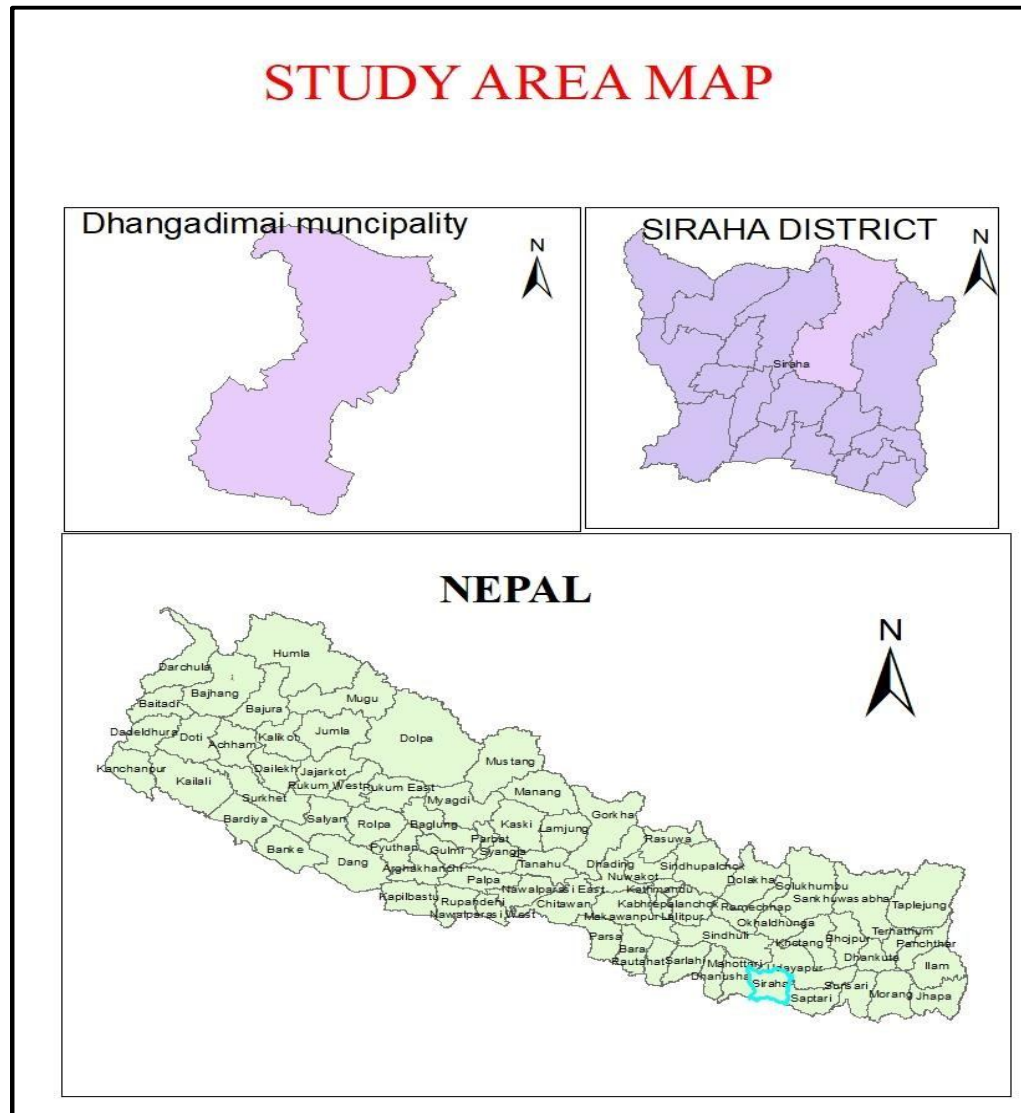 STUDY AREA MAP
Dhangadimai muncipality
N
SIRAHA DISTRICT
N
Siraha
NEPAL
N
Humla
Darchula
Bajhang
Mugu
Baitadi
Bajura
Dadeldhura
Doti
Achham
Kalikot
Jumla
Dolpa
Mustang
Kanchanpur
Kailali
Dailekh
Jajarkot
Rukum West
Rukum East
Manang
Surkhet
Myagdi
Gorkha
Bardiya
Salyan
Rolpa
Baglung
Kaski
Lamjung
Parbat
Rasuwa
Banke
Pyuthan
Gulmi
Syangja
Dang
Arghakhanchi
Tanahu
Dhading
Sindhupalchok
Nuwakot
Dolakha
Solukhumbu
Palpa
Nawalparasi East
Kathmandu
Sankhuwasabha
Kapilbastu
Rupandehi
Chitawan
Kabhrepalanchok
Ramechhap
Taplejung
Nawalparasi West
Makawanpur
Lalitpur
Okhaldhunga
Parsa
Sindhuli
Khotang
Bhojpur
Terhathum
Panchthar
Bara
Dhankuta
Rautahat
Sarlahi
Mahottari
Udayapur
Ilam
Dhanusha
Siraha
Sunsari
Saptari
Morang
Jhapa